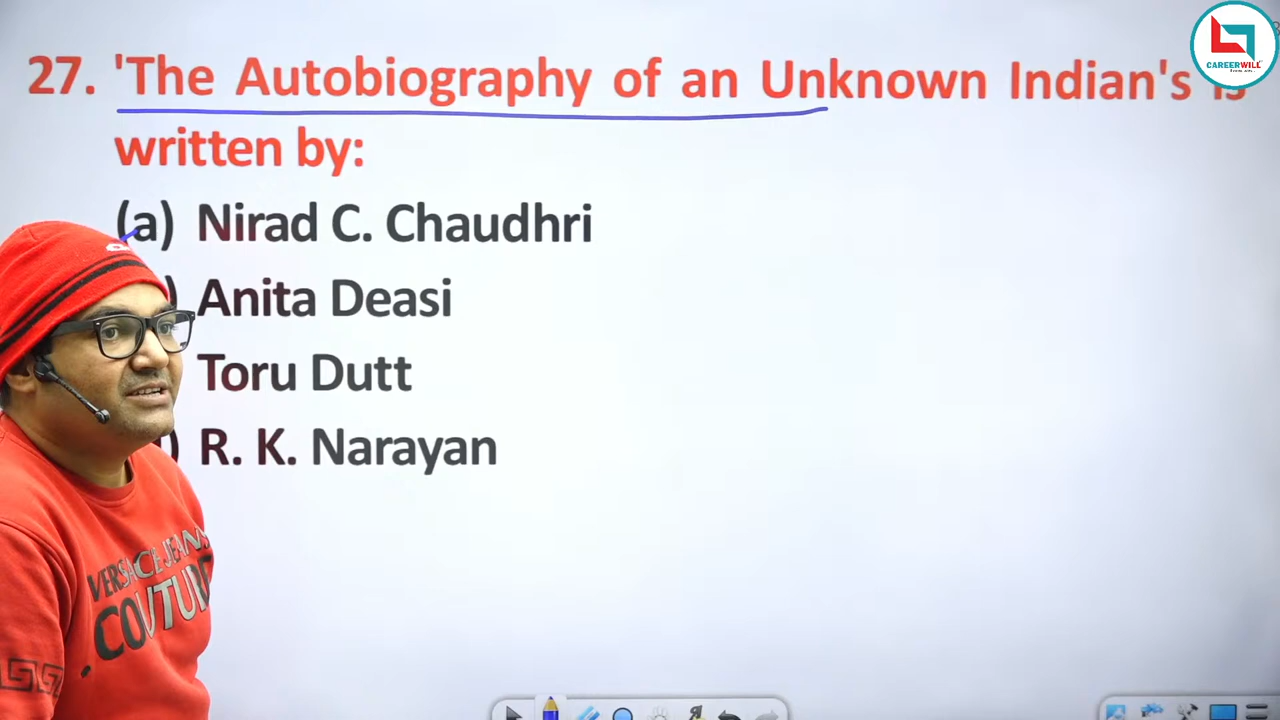 CAREERWILL
27. 'The Autobiography of an Unknown Indian's is
written by:
(a) Nirad C. Chaudhri
) Anita Deasi
Toru Dutt
) R. K. Narayan
VERSACE JEANS
COUTURE